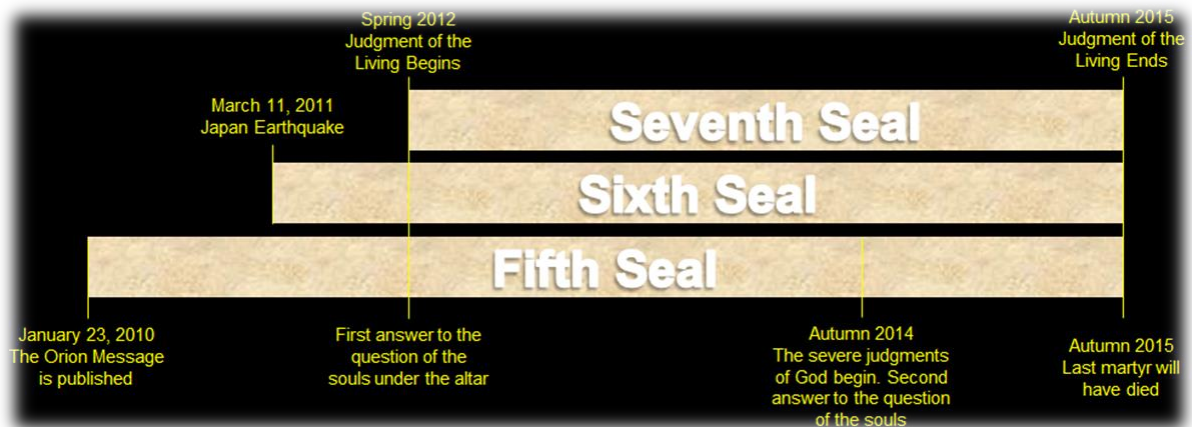 Spring 2012
Judgment of the
Living Begins
Autumn 2015
Judgment of the
Living Ends
March 11, 2011
Japan Earthquake
Seventh Seal
Sixth Seal
Fifth Seal
January 23, 2010
The Orion Message
is published
First answer to the
question of the
souls under the altar
Autumn 2014
The severe judgments
of God begin. Second
answer to the question
of the souls
Autumn 2015
Last martyr will
have died